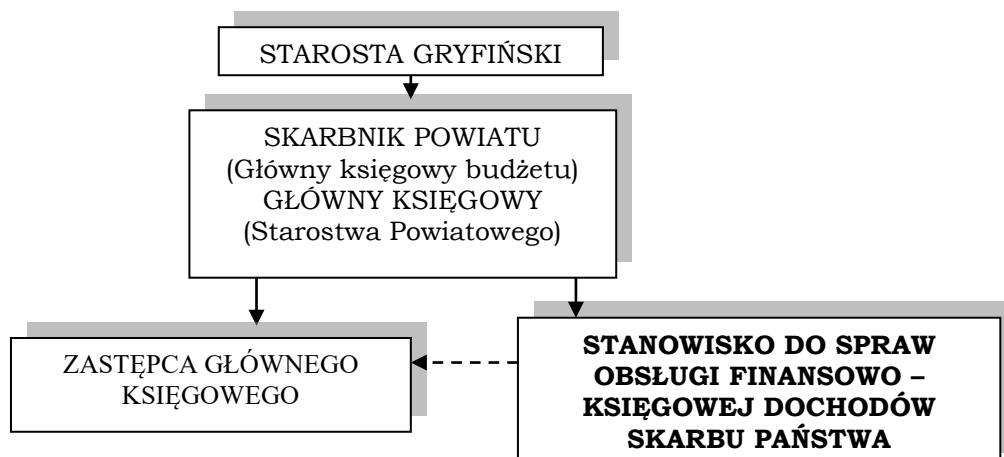 STAROSTA GRYFIŃSKI
SKARBNIK POWIATU
(Główny księgowy budżetu)
GŁÓWNY KSIĘGOWY
(Starostwa Powiatowego)
ZASTĘPCA GŁÓWNEGO
KSIĘGOWEGO
STANOWISKO DO SPRAW
OBSŁUGI FINANSOWO –
KSIĘGOWEJ DOCHODÓW
SKARBU PAŃSTWA